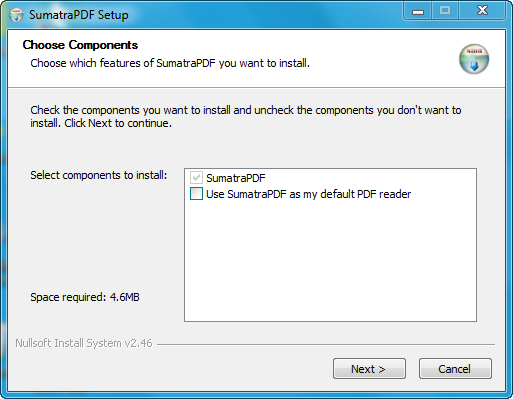 SumatraPDF Setup
Choose Components
Choose which features of SumatraPDF you want to install.
Check the components you want to install and uncheck the components you don't want to
install. Click Next to continue.
Select components to install:
SumatraPDF
Use SumatraPDF as my default PDF reader
Space required: 4.6MB
Nullsoft Install System v2.46
Next >
Cancel